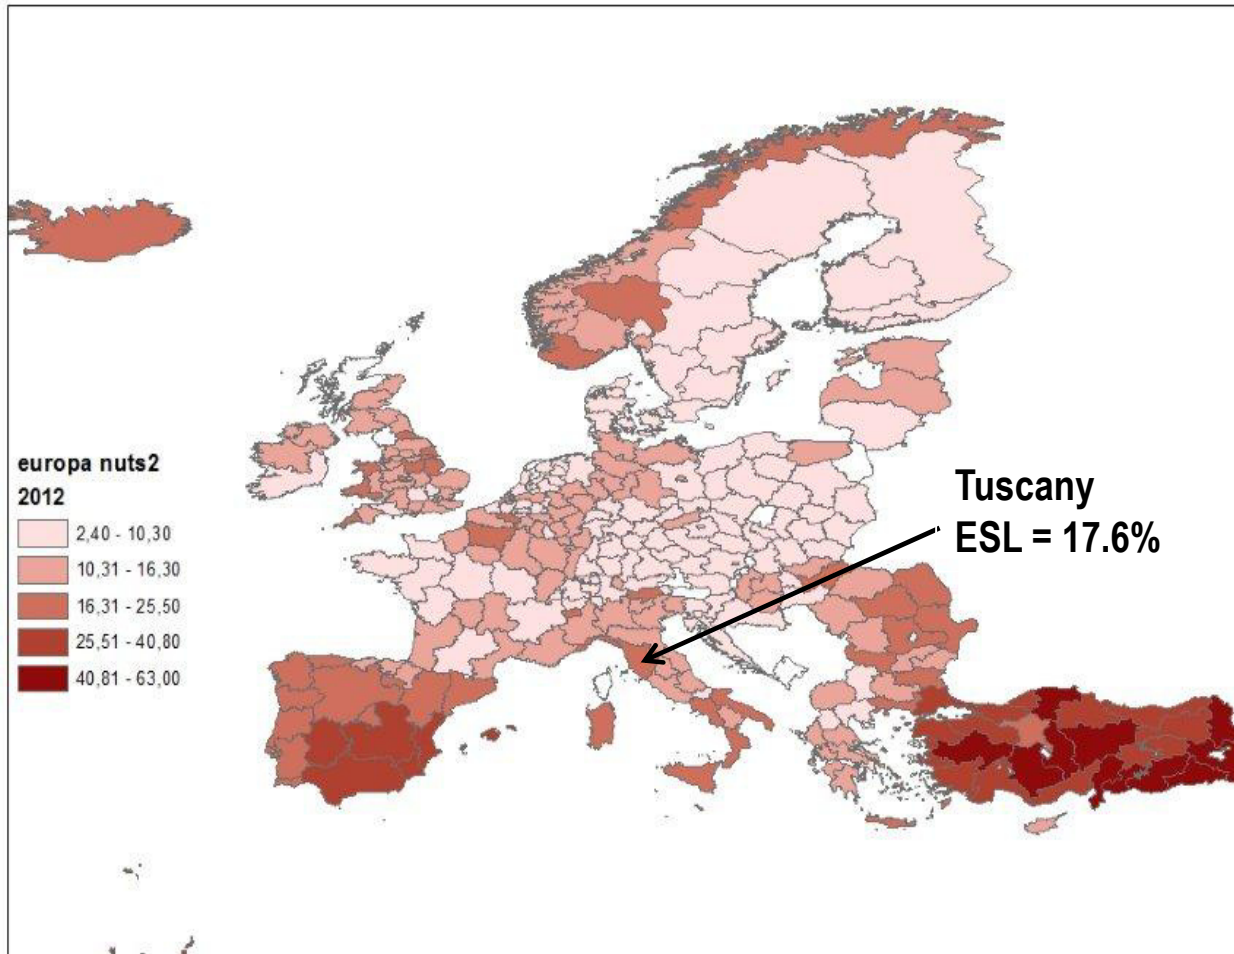 europa nuts2
2012
2,40 - 10,30
10,31 - 16,30
16,31 - 25,50
25,51 - 40,80
40,81 - 63,00
Tuscany
ESL = 17.6%